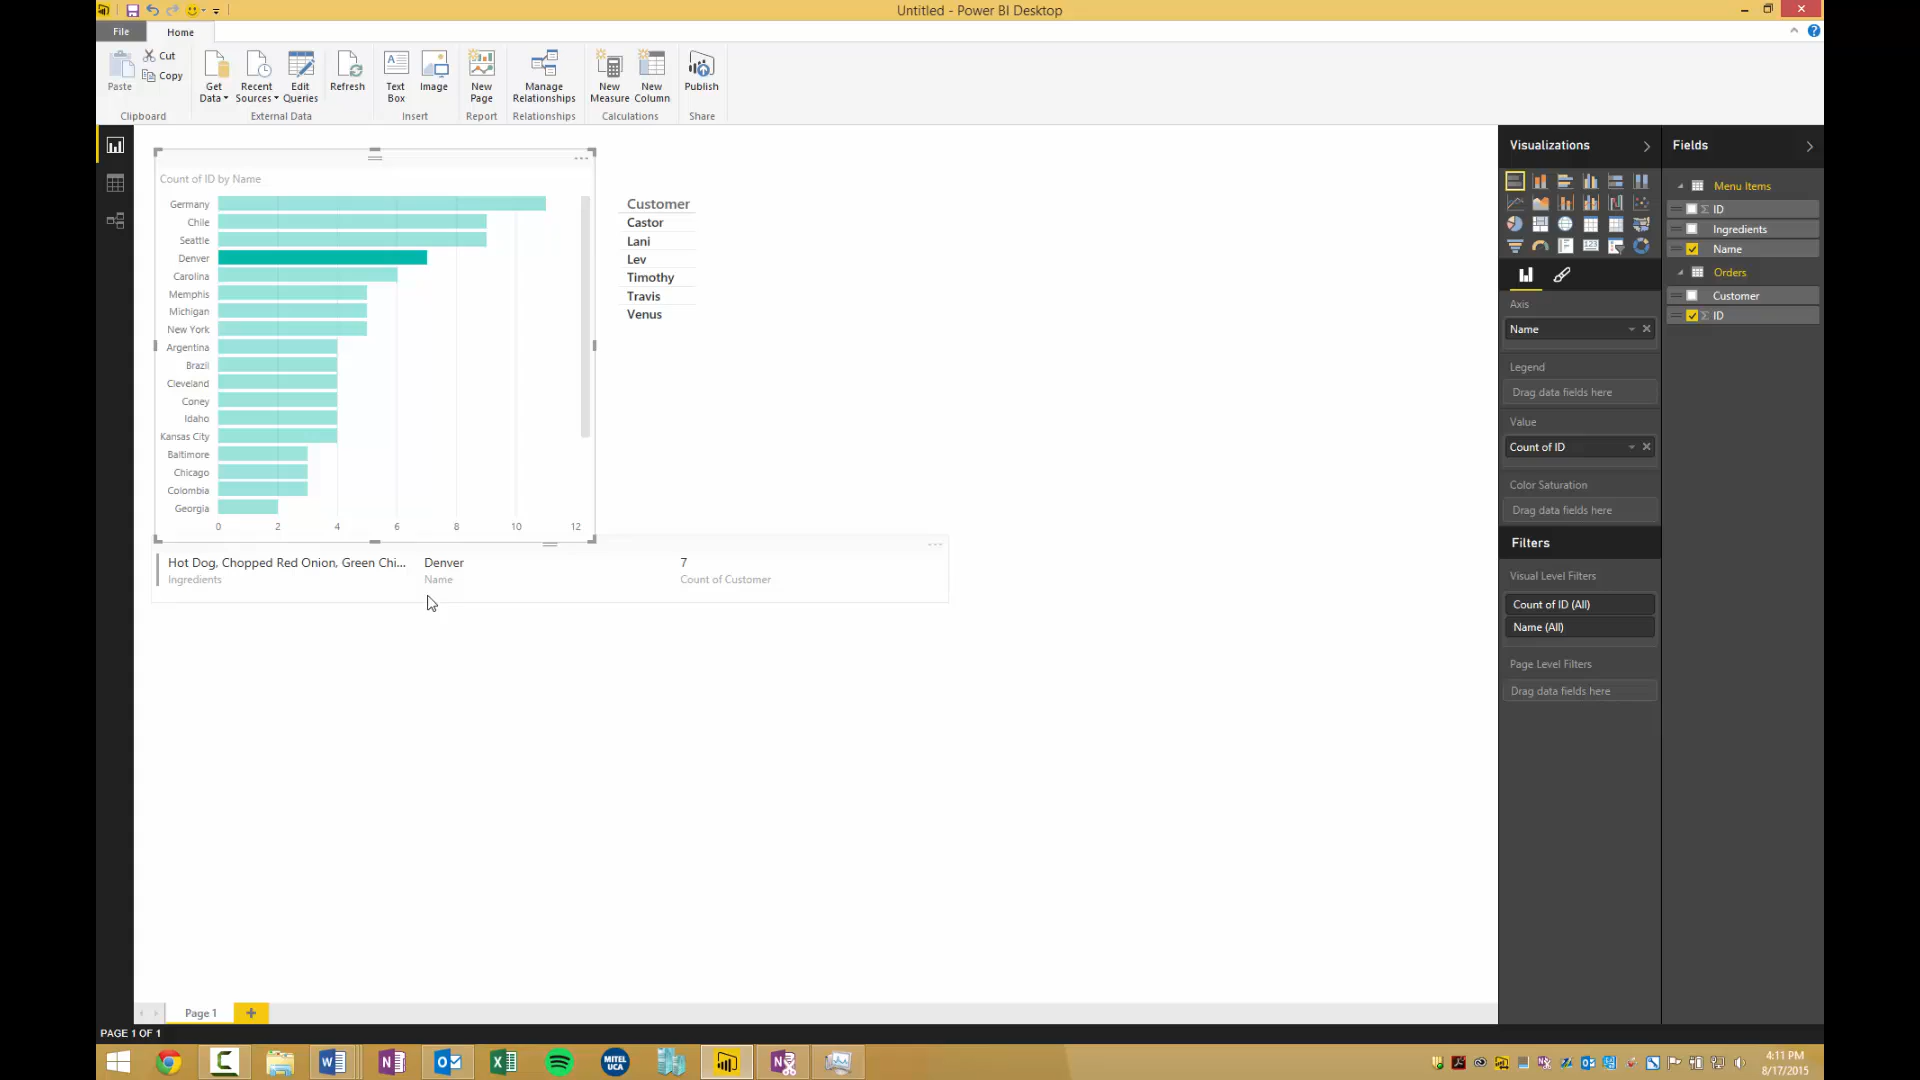 Untitled - Power BI Desktop
File
Home
Paste
Cut
Copy
Get Data
Recent Sources
Edit Queries
Refresh
Text Box
Image
New Page
Manage Relationships
New Measure
New Column
Publish
Clipboard
External Data
Insert
Report
Relationships
Calculations
Share
Count of ID by Name
Germany
Chile
Seattle
Denver
Carolina
Memphis
Michigan
New York
Argentina
Brazil
Cleveland
Coney
Idaho
Kansas City
Baltimore
Chicago
Colombia
Georgia
0 2 4 6 8 10 12
Customer
Castor
Lani
Lev
Timothy
Travis
Venus
Hot Dog, Chopped Red Onion, Green Chi... Denver 7
Ingredients Name Count of Customer
Visualizations
Axis
Name
Legend
Drag data fields here
Value
Count of ID
Color Saturation
Drag data fields here
Filters
Visual Level Filters
Count of ID (All)
Name (All)
Page Level Filters
Drag data fields here
Fields
Menu Items
Σ ID
Ingredients
Name
Orders
Customer
Σ ID
Page 1
PAGE 1 OF 1
MITEL
UCA
4:11 PM
8/17/2015